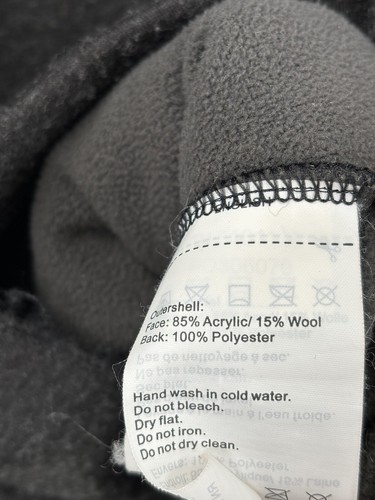 ENGLISH
Outershell:
Face: 85% Acrylic/ 15% Wool
Back: 100% Polyester
Hand wash in cold water.
Do not bleach.
Dry flat.
Do not iron.
Do not dry clean.